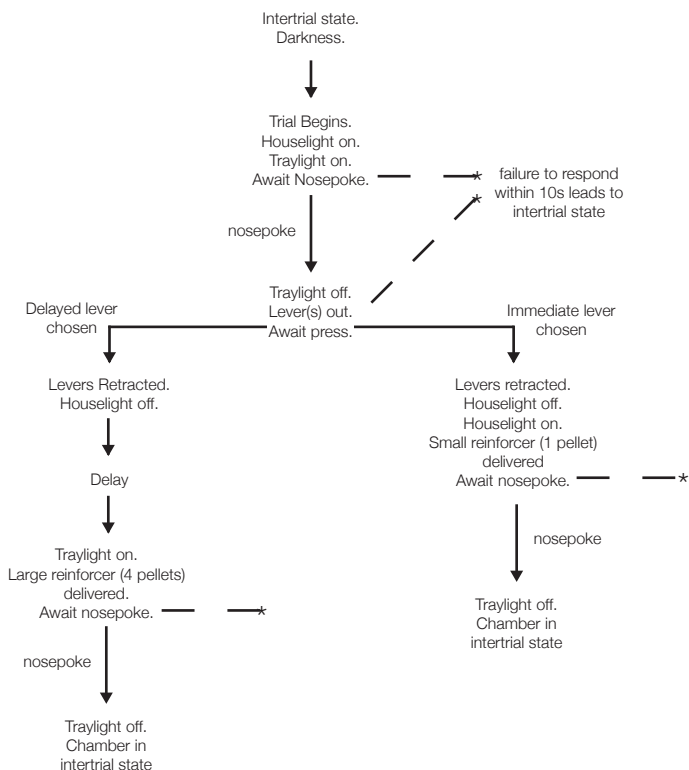 Intertrial state.
Darkness.
Trial Begins.
Houselight on.
Traylight on.
Await Nosepoke.
* failure to respond
* within 10s leads to
intertrial state
nosepoke
Traylight off.
Lever(s) out.
Await press.
Delayed lever
chosen
Immediate lever
chosen
Levers Retracted.
Houselight off.
Delay
Traylight on.
Large reinforcer (4 pellets)
delivered.
Await nosepoke. *
nosepoke
Traylight off.
Chamber in
intertrial state
Levers retracted.
Houselight off.
Houselight on.
Small reinforcer (1 pellet)
delivered
Await nosepoke. *
nosepoke
Traylight off.
Chamber in
intertrial state